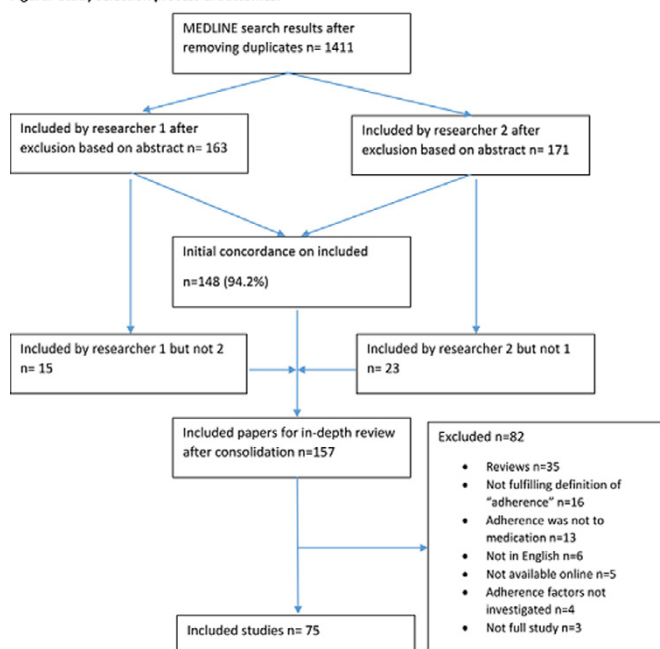 MEDLINE search results after
removing duplicates n= 1411
Included by researcher 1 after
exclusion based on abstract n= 163
Included by researcher 2 after
exclusion based on abstract n= 171
Initial concordance on included
n=148 (94.2%)
Included by researcher 1 but not 2
n= 15
Included by researcher 2 but not 1
n= 23
Included papers for in-depth review
after consolidation n=157
Excluded n=82
• Reviews n=35
• Not fulfilling definition of
"adherence" n=16
• Adherence was not to
medication n=13
• Not in English n=6
• Not available online n=5
• Adherence factors not
investigated n=4
• Not full study n=3
Included studies n= 75